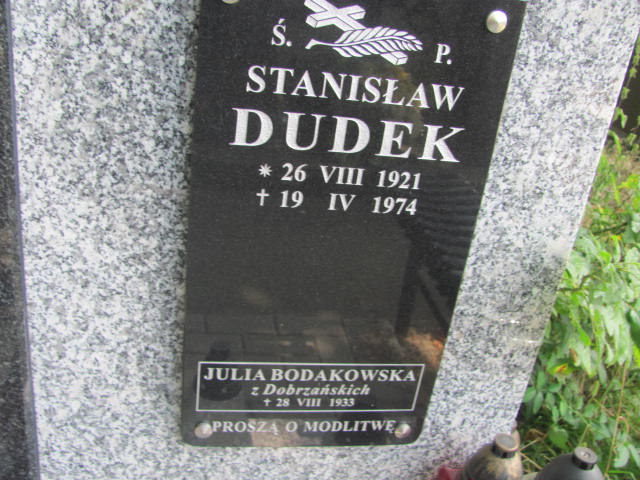 Ś. P.
STANISŁAW
DUDEK
* 26 VIII 1921
† 19 IV 1974
JULIA BODAKOWSKA
z Dobrzańskich
† 28 VIII 1933
PROSZĄ O MODLITWĘ